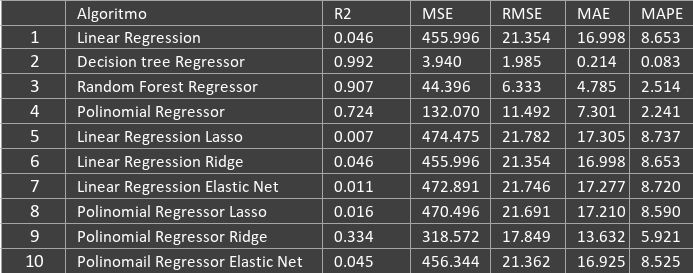 Algoritmo R2 MSE RMSE MAE MAPE
1 Linear Regression 0.046 455.996 21.354 16.998 8.653
2 Decision tree Regressor 0.992 3.940 1.985 0.214 0.083
3 Random Forest Regressor 0.907 44.396 6.333 4.785 2.514
4 Polinomial Regressor 0.724 132.070 11.492 7.301 2.241
5 Linear Regression Lasso 0.007 474.475 21.782 17.305 8.737
6 Linear Regression Ridge 0.046 455.996 21.354 16.998 8.653
7 Linear Regression Elastic Net 0.011 472.891 21.746 17.277 8.720
8 Polinomial Regressor Lasso 0.016 470.496 21.691 17.210 8.590
9 Polinomial Regressor Ridge 0.334 318.572 17.849 13.632 5.921
10 Polinomail Regressor Elastic Net 0.045 456.344 21.362 16.925 8.525